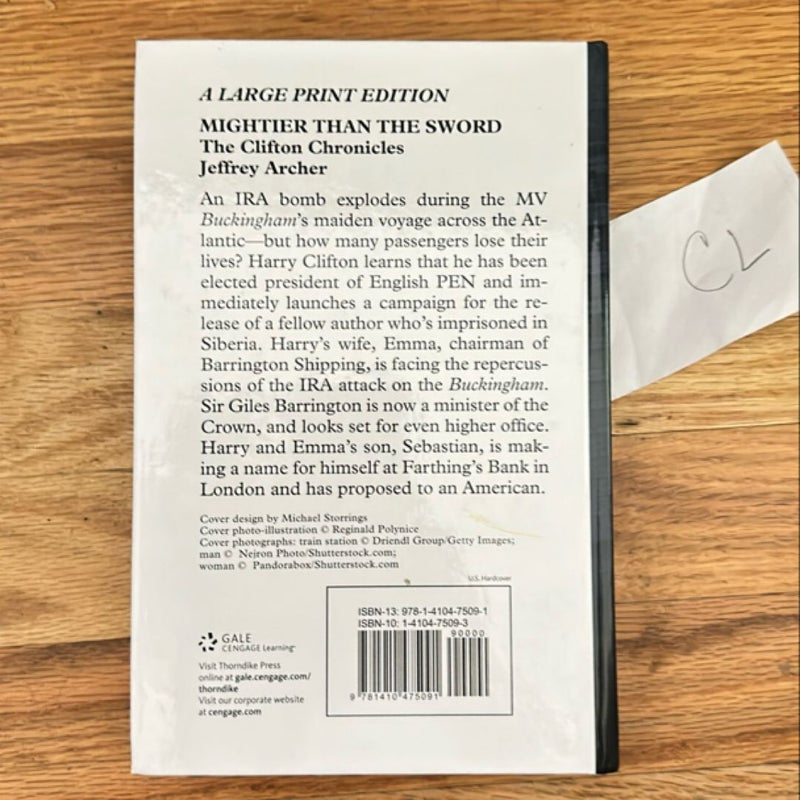 A LARGE PRINT EDITION
MIGHTIER THAN THE SWORD
The Clifton Chronicles
Jeffrey Archer
An IRA bomb explodes during the MV
Buckingham's maiden voyage across the At-
lantic—but how many passengers lose their
lives? Harry Clifton learns that he has been
elected president of English PEN and im-
mediately launches a campaign for the re-
lease of a fellow author who's imprisoned in
Siberia. Harry's wife, Emma, chairman of
Barrington Shipping, is facing the repercus-
sions of the IRA attack on the Buckingham.
Sir Giles Barrington is now a minister of the
Crown, and looks set for even higher office.
Harry and Emma's son, Sebastian, is mak-
ing a name for himself at Farthing's Bank in
London and has proposed to an American.
Cover design by Michael Storrings
Cover photo-illustration © Reginald Polynice
Cover photographs: train station © Driendl Group/Getty Images;
man © Nejron Photo/Shutterstock.com;
woman © Pandorabox/Shutterstock.com
U.S. Hardcover
ISBN-13: 978-1-4104-7509-1
ISBN-10: 1-4104-7509-3
90000
9 781410 475091
GALE
CENGAGE Learning®
Visit Thorndike Press
online at gale.cengage.com/
thorndike
Visit our corporate website
at cengage.com
CL